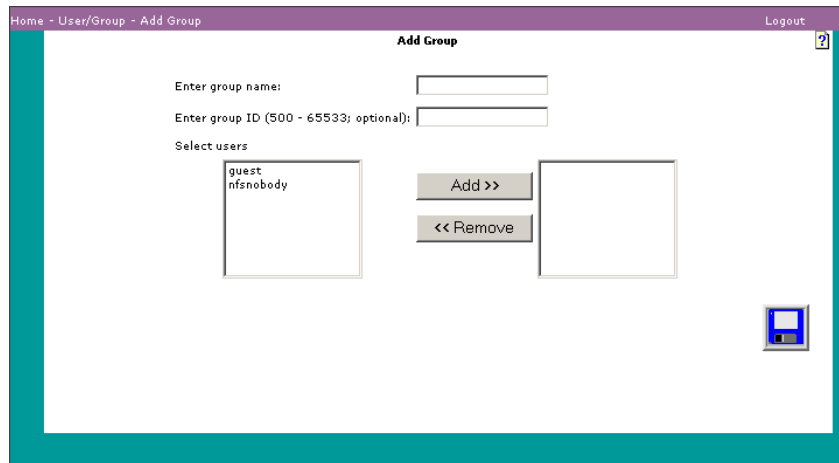 Home - User/Group - Add Group Logout
Add Group
?
Enter group name:
Enter group ID (500 - 65533; optional):
Select users
guest
nfsnobody
Add >>
<< Remove